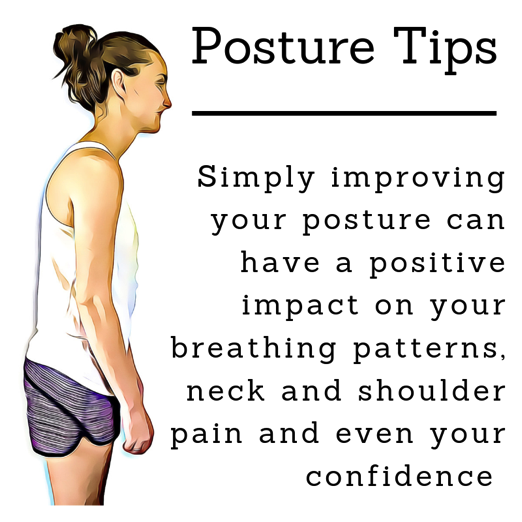 Posture Tips
Simply improving
your posture can
have a positive
impact on your
breathing patterns,
neck and shoulder
pain and even your
confidence